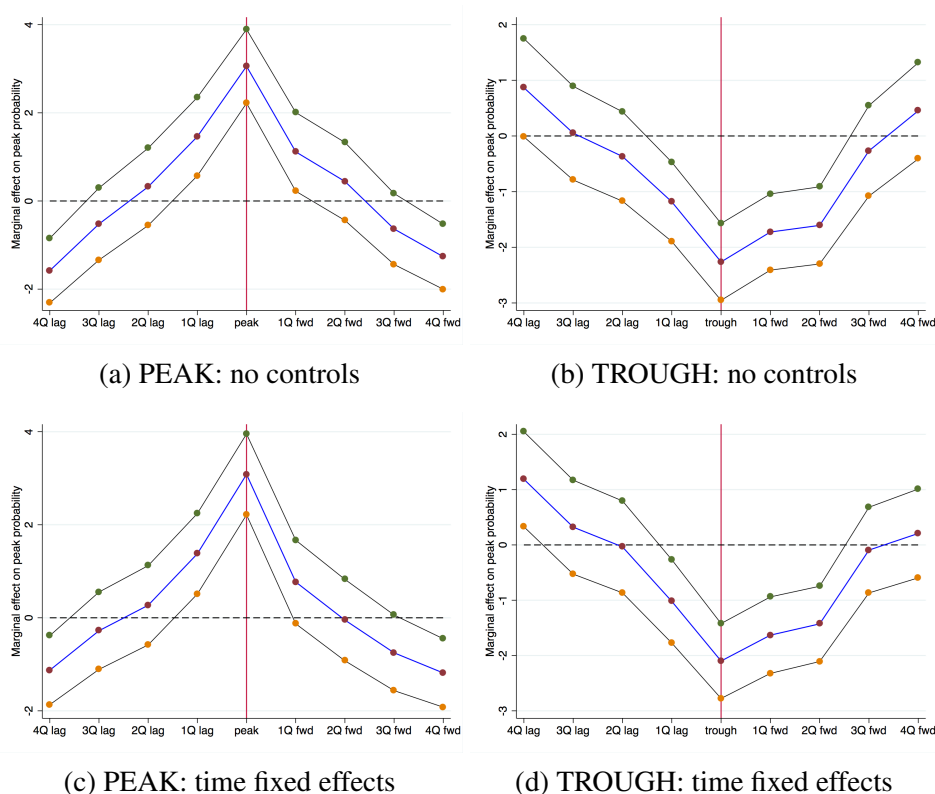 Marginal effect on peak probability
4
2
0
-2
4Q lag 3Q lag 2Q lag 1Q lag peak 1Q fwd 2Q fwd 3Q fwd 4Q fwd
(a) PEAK: no controls
Marginal effect on peak probability
2
1
0
-1
-2
-3
4Q lag 3Q lag 2Q lag 1Q lag trough 1Q fwd 2Q fwd 3Q fwd 4Q fwd
(b) TROUGH: no controls
Marginal effect on peak probability
4
2
0
-2
4Q lag 3Q lag 2Q lag 1Q lag peak 1Q fwd 2Q fwd 3Q fwd 4Q fwd
(c) PEAK: time fixed effects
Marginal effect on peak probability
2
1
0
-1
-2
-3
4Q lag 3Q lag 2Q lag 1Q lag trough 1Q fwd 2Q fwd 3Q fwd 4Q fwd
(d) TROUGH: time fixed effects